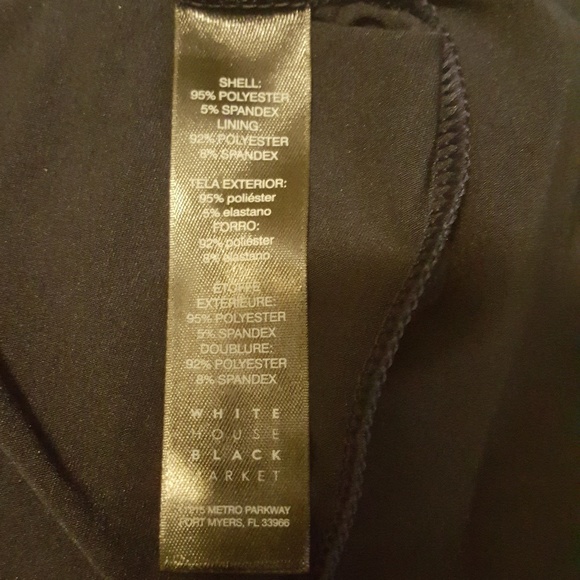 SHELL:
95% POLYESTER
5% SPANDEX
LINING
92% POLYESTER
8% SPANDEX
TELA EXTERIOR:
95% poliéster
5% elastano
FORRO:
92% poliéster
8% elastano
ETOFFE
EXTERIEURE:
95% POLYESTER
5% SPANDEX
DOUBLURE:
92% POLYESTER
8% SPANDEX
WHITE
HOUSE
BLACK
MARKET
METRO PARKWAY
FORT MYERS, FL 33966